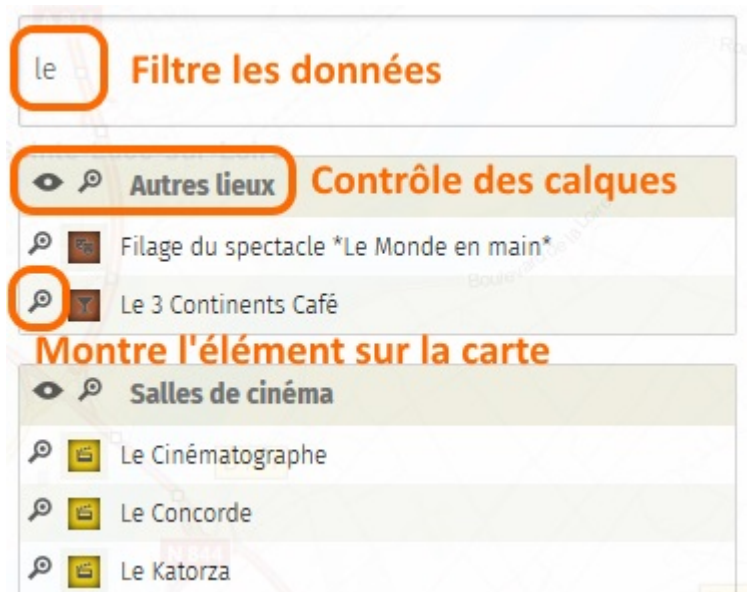 le Filtre les données
Autres lieux Contrôle des calques
Filage du spectacle *Le Monde en main*
Le 3 Continents Café
Montre l'élément sur la carte
Salles de cinéma
Le Cinématographe
Le Concorde
N 844
Le Katorza